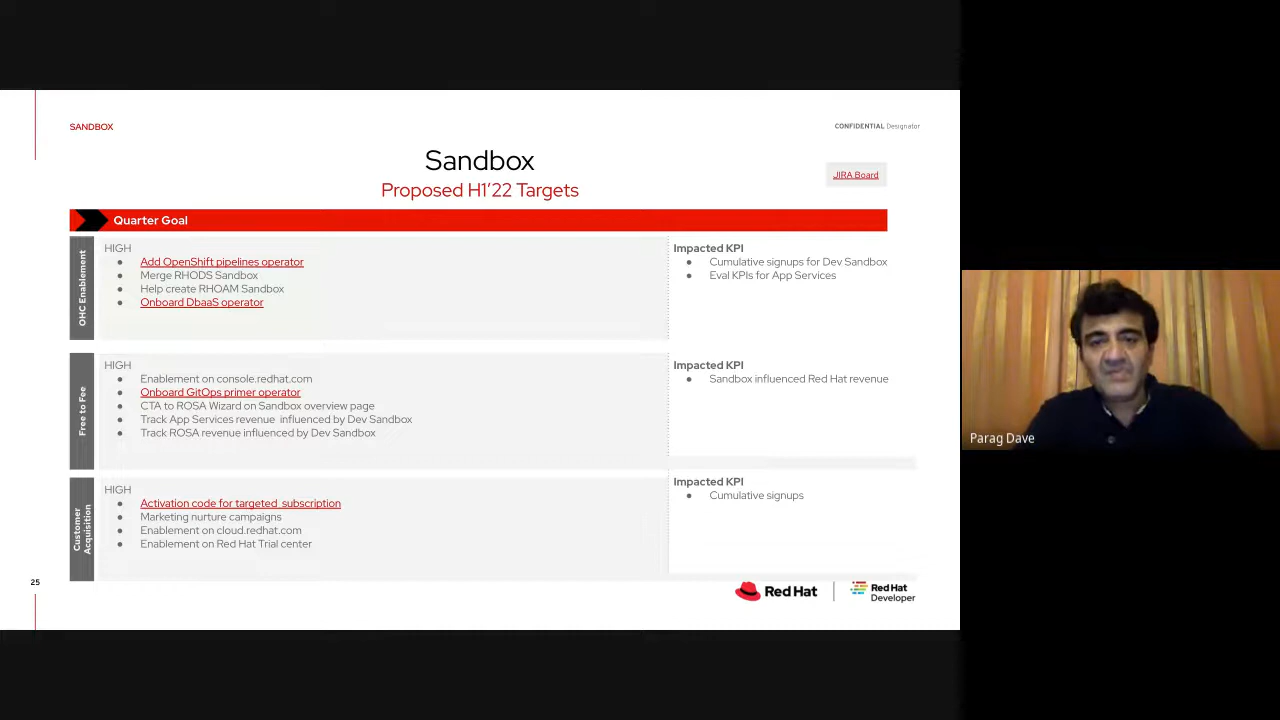 SANDBOX
CONFIDENTIAL Designator
Sandbox
Proposed H1'22 Targets
JIRA Board
Quarter Goal
OHC Enablement
HIGH
● Add OpenShift pipelines operator
● Merge RHODS Sandbox
● Help create RHOAM Sandbox
● Onboard DbaaS operator
Impacted KPI
● Cumulative signups for Dev Sandbox
● Eval KPIs for App Services
Free to Fee
HIGH
● Enablement on console.redhat.com
● Onboard GitOps primer operator
● CTA to ROSA Wizard on Sandbox overview page
● Track App Services revenue influenced by Dev Sandbox
● Track ROSA revenue influenced by Dev Sandbox
Impacted KPI
● Sandbox influenced Red Hat revenue
Customer
Acquisition
HIGH
● Activation code for targeted subscription
● Marketing nurture campaigns
● Enablement on cloud.redhat.com
● Enablement on Red Hat Trial center
Impacted KPI
● Cumulative signups
25
Red Hat
Red Hat
Developer
Parag Dave